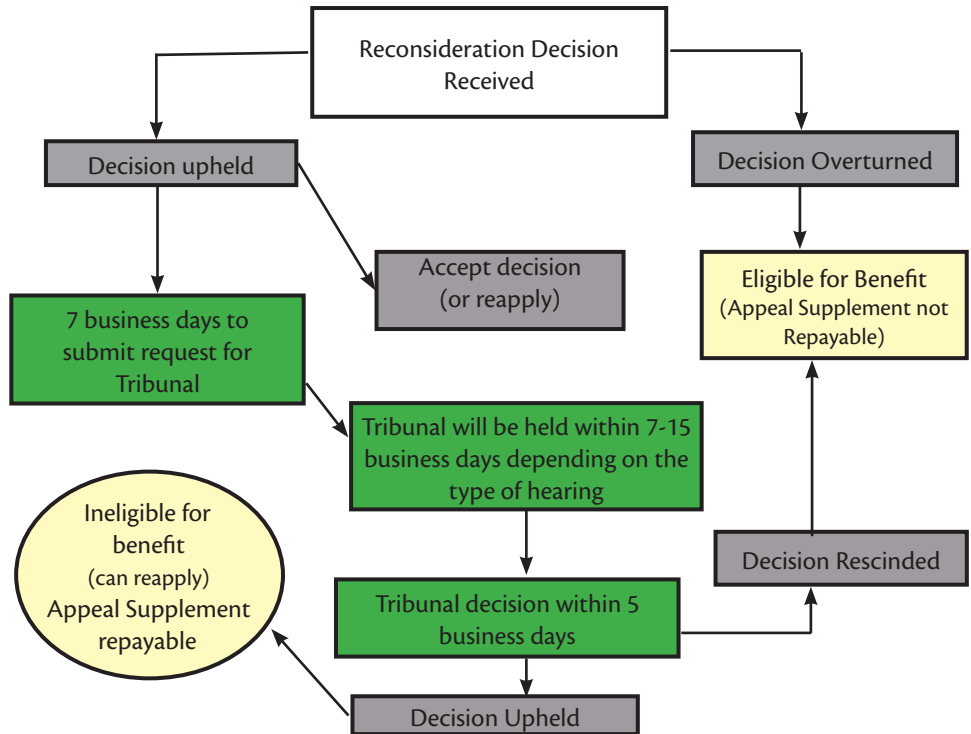 Reconsideration Decision
Received
Decision upheld
Decision Overturned
Accept decision
(or reapply)
Eligible for Benefit
(Appeal Supplement not
Repayable)
7 business days to
submit request for
Tribunal
Tribunal will be held within 7-15
business days depending on the
type of hearing
Ineligible for
benefit
(can reapply)
Appeal Supplement
repayable
Decision Rescinded
Tribunal decision within 5
business days
Decision Upheld